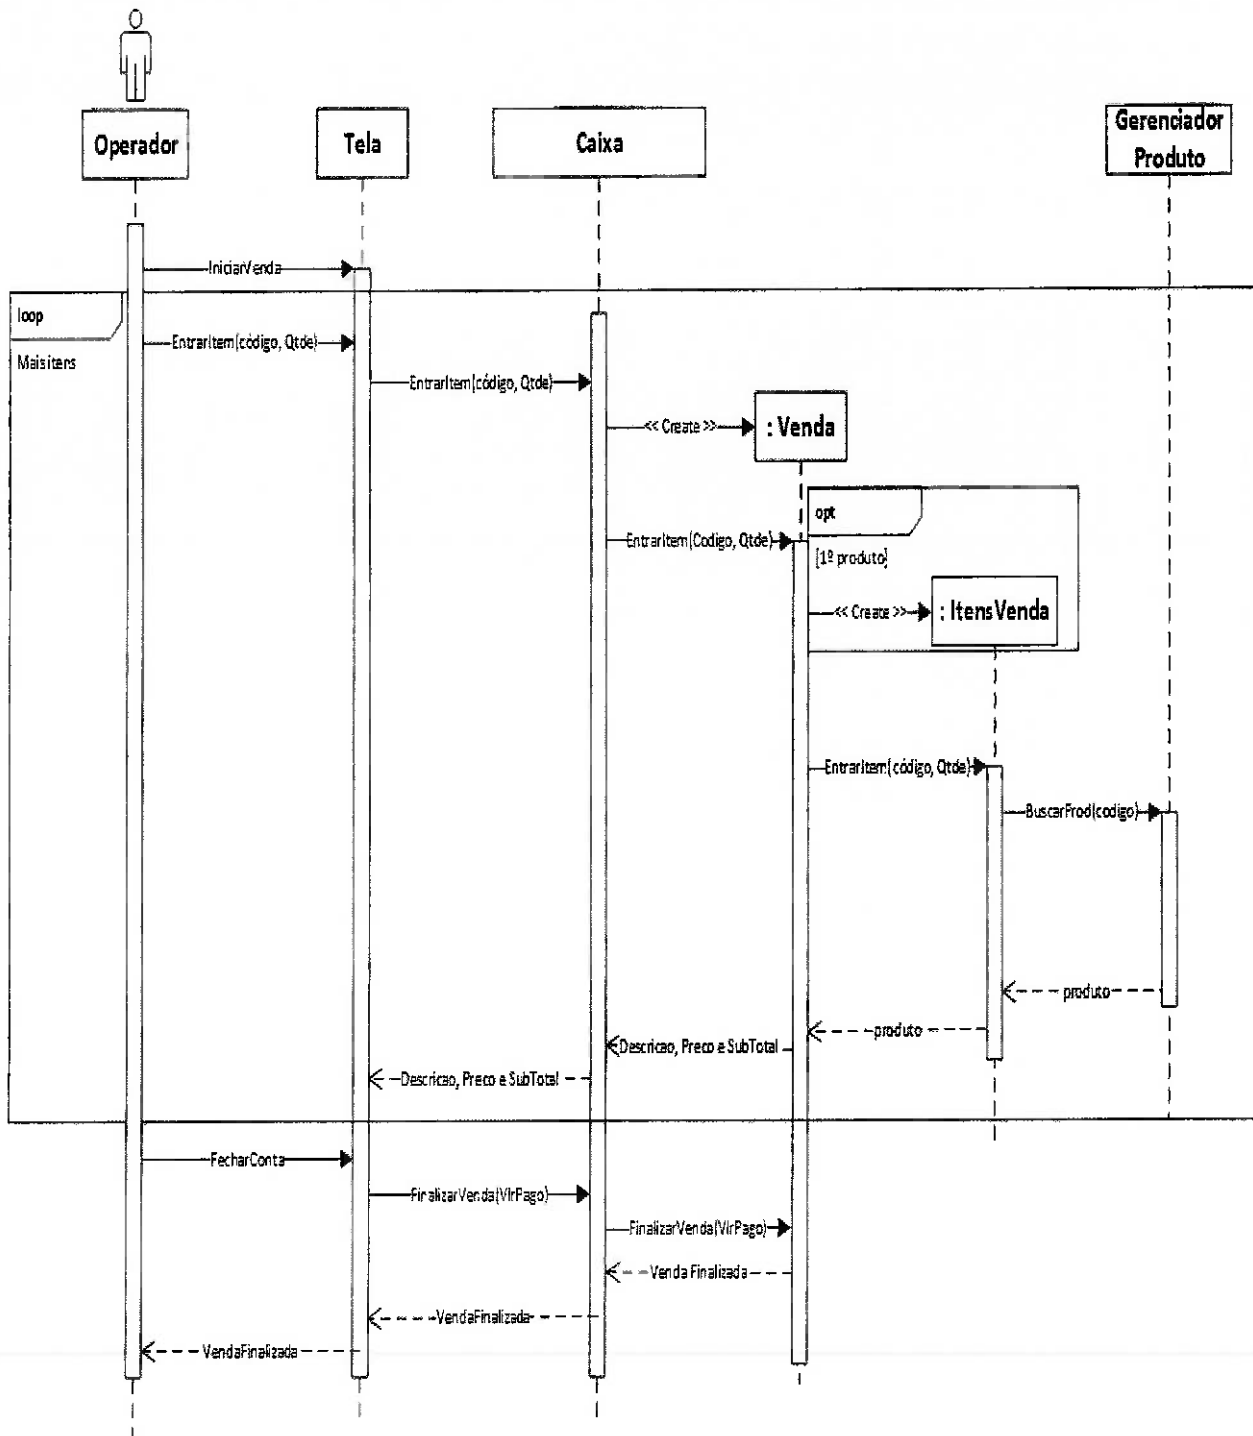 Operador
Tela
Caixa
Gerenciador
Produto
IniciarVenda
loop
Mais itens
EntrarItem(código, Qtde)
EntrarItem(código, Qtde)
<< Create >>
: Venda
opt
EntrarItem(Codigo, Qtde)
[1º produto]
<< Create >>
: ItensVenda
EntrarItem(código, Qtde)
BuscarProd(codigo)
produto
produto
Descricao, Preco e SubTotal
Descricao, Preco e SubTotal
FecharConta
FinalizarVenda(VlrPago)
FinalizarVenda(VlrPago)
Venda Finalizada
VendaFinalizada
VendaFinalizada